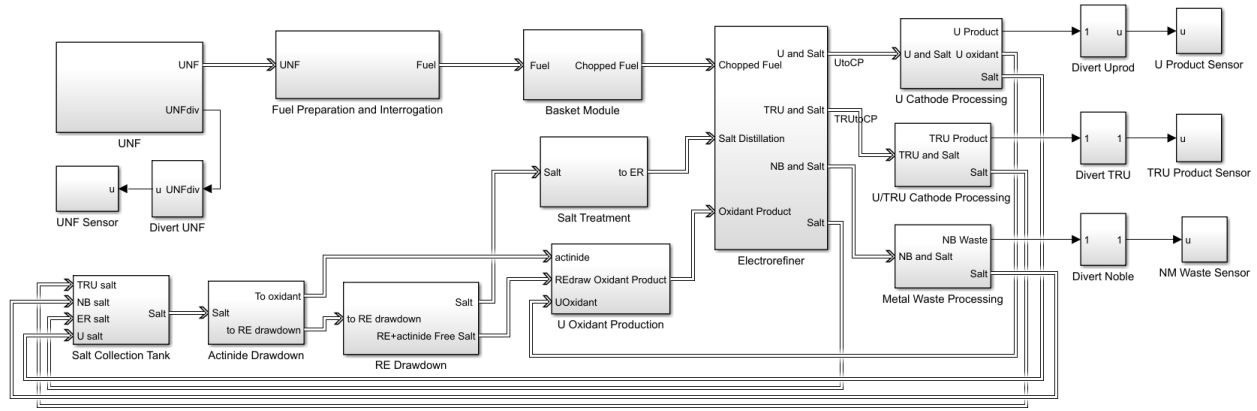 UNF
UNFdiv
UNF
UNF
Fuel
Fuel Preparation and Interrogation
Fuel
Chopped Fuel
Basket Module
Chopped Fuel
Salt Distillation
Oxidant Product
U and Salt
TRU and Salt
NB and Salt
Salt
Electrorefiner
UtoCP
TRUtoCP
U and Salt
U Product
U oxidant
Salt
U Cathode Processing
1
u
Divert Uprod
u
U Product Sensor
TRU and Salt
TRU Product
Salt
U/TRU Cathode Processing
1
1
Divert TRU
u
TRU Product Sensor
NB and Salt
NB Waste
Salt
Metal Waste Processing
1
1
Divert Noble
u
NM Waste Sensor
u
UNF Sensor
u
UNFdiv
Divert UNF
Salt
to ER
Salt Treatment
actinide
REdraw Oxidant Product
UOxidant
U Oxidant Production
TRU salt
NB salt
ER salt
U salt
Salt
Salt Collection Tank
Salt
To oxidant
to RE drawdown
Actinide Drawdown
to RE drawdown
Salt
RE+actinide Free Salt
RE Drawdown